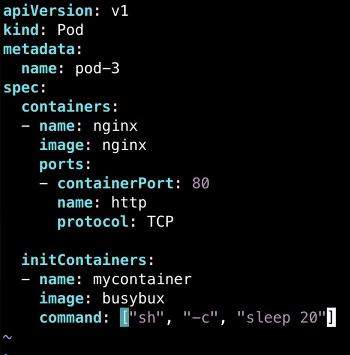 apiVersion: v1
kind: Pod
metadata:
  name: pod-3
spec:
  containers:
  - name: nginx
    image: nginx
    ports:
    - containerPort: 80
      name: http
      protocol: TCP

  initContainers:
  - name: mycontainer
    image: busybux
    command: ["sh", "-c", "sleep 20"]
~
~